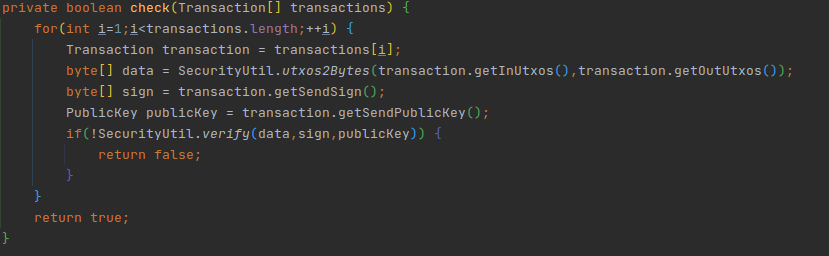 private boolean check(Transaction[] transactions) {
    for(int i=1;i<transactions.length;++i) {
        Transaction transaction = transactions[i];
        byte[] data = SecurityUtil.utxos2Bytes(transaction.getInUtxos(),transaction.getOutUtxos());
        byte[] sign = transaction.getSendSign();
        PublicKey publicKey = transaction.getSendPublicKey();
        if(!SecurityUtil.verify(data,sign,publicKey)) {
            return false;
        }
    }
    return true;
}